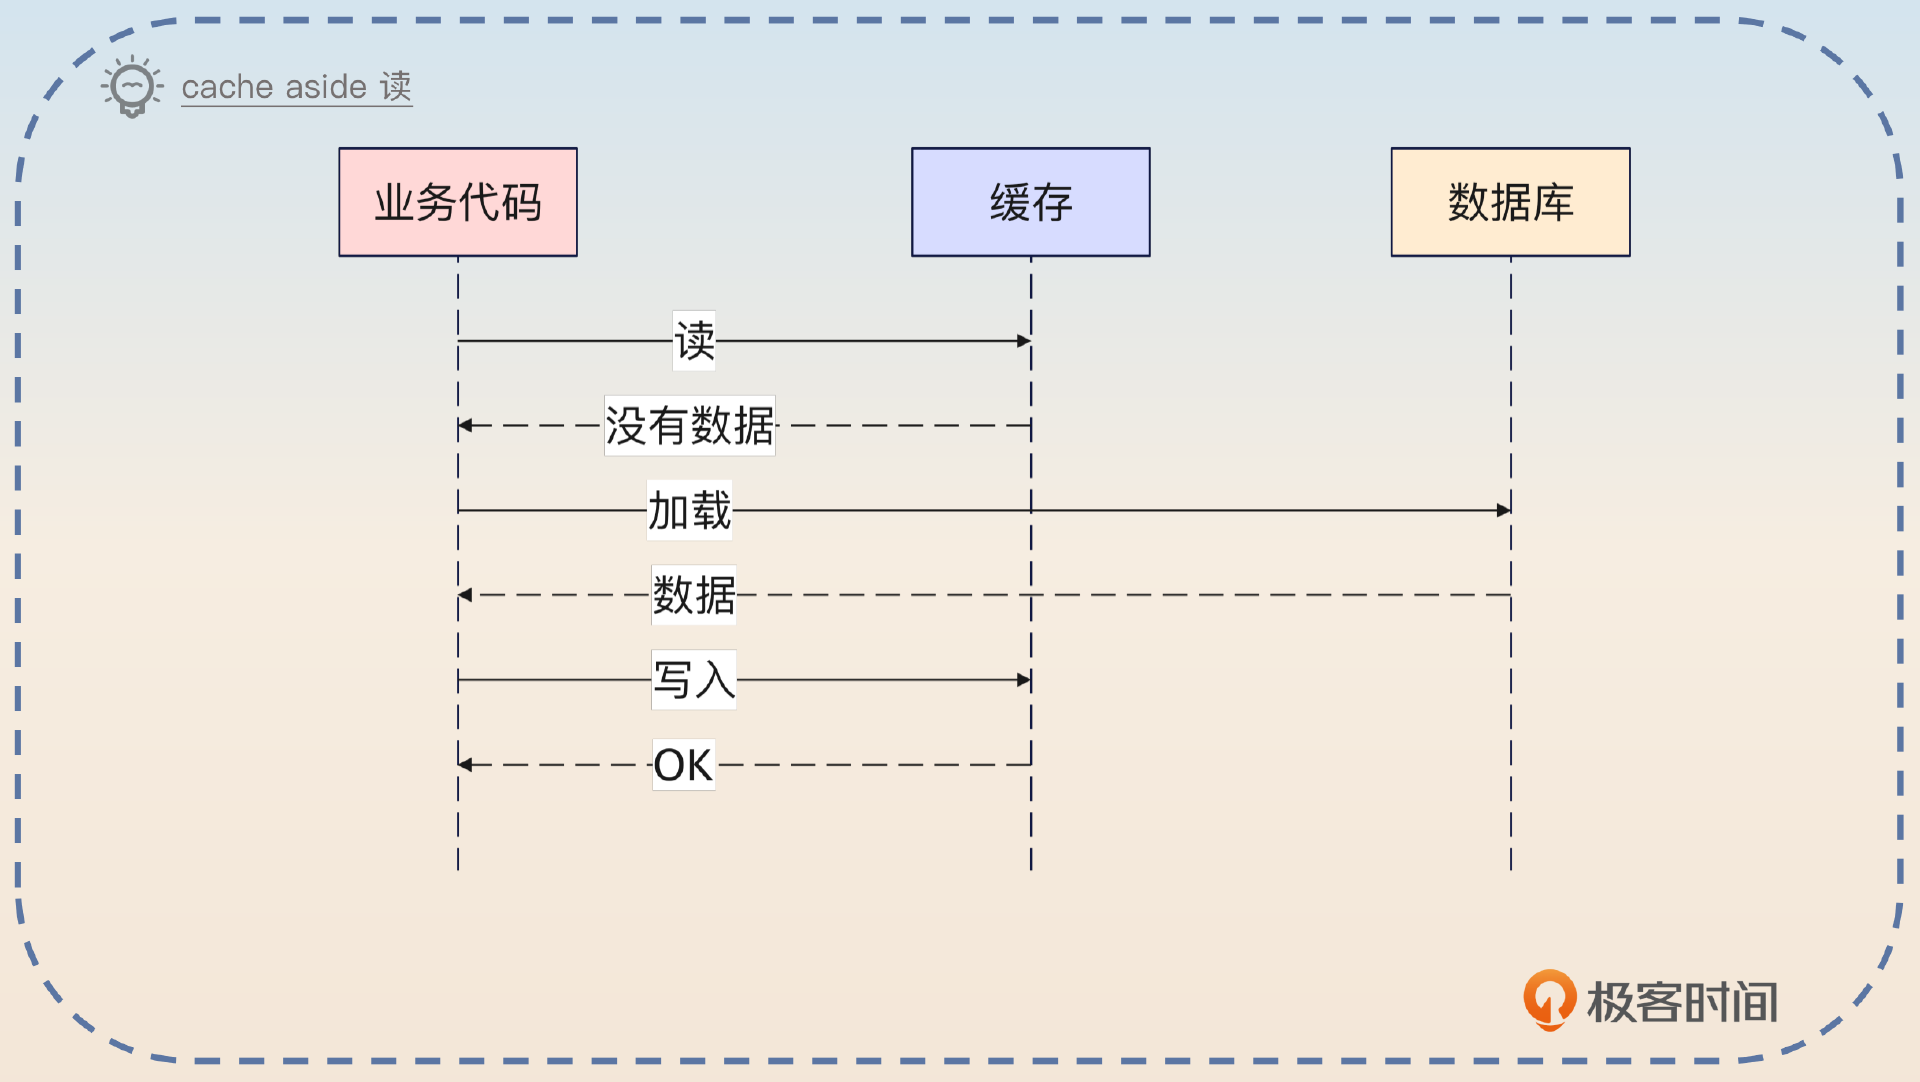 cache aside 读
业务代码 缓存 数据库
读
没有数据
加载
数据
写入
OK
极客时间